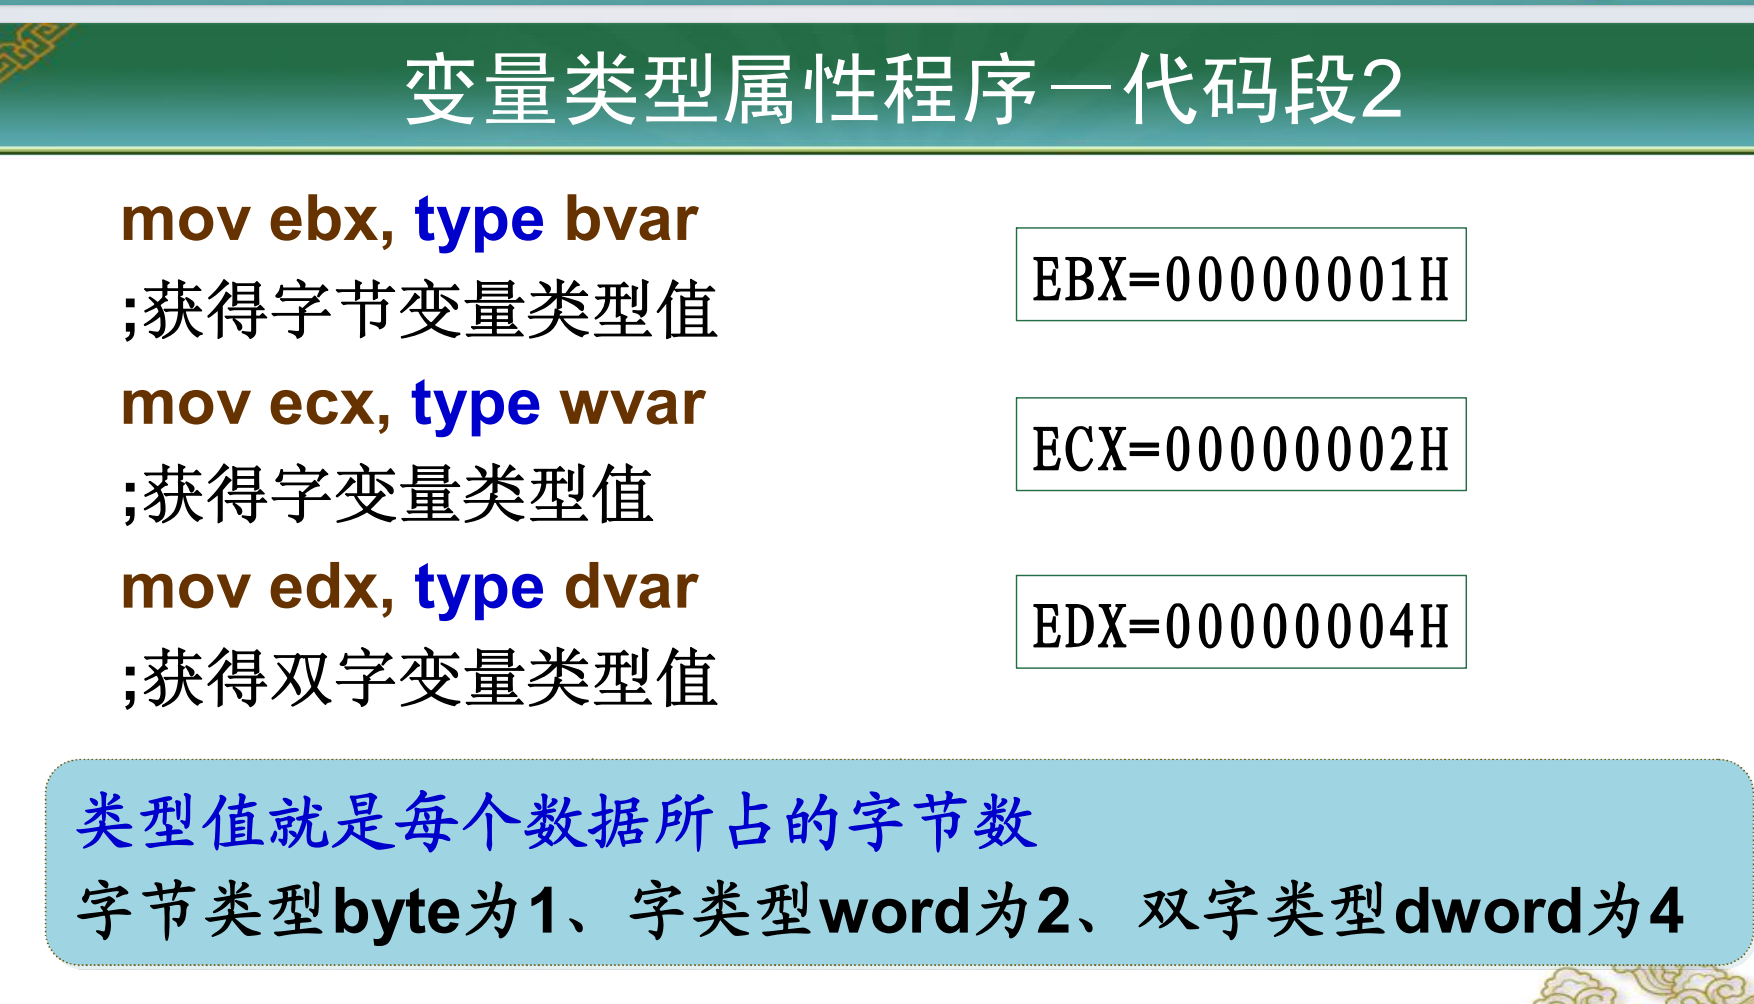 变量类型属性程序－代码段2
mov ebx, type bvar
;获得字节变量类型值
EBX=00000001H
mov ecx, type wvar
;获得字变量类型值
ECX=00000002H
mov edx, type dvar
;获得双字变量类型值
EDX=00000004H
类型值就是每个数据所占的字节数
字节类型byte为1、字类型word为2、双字类型dword为4